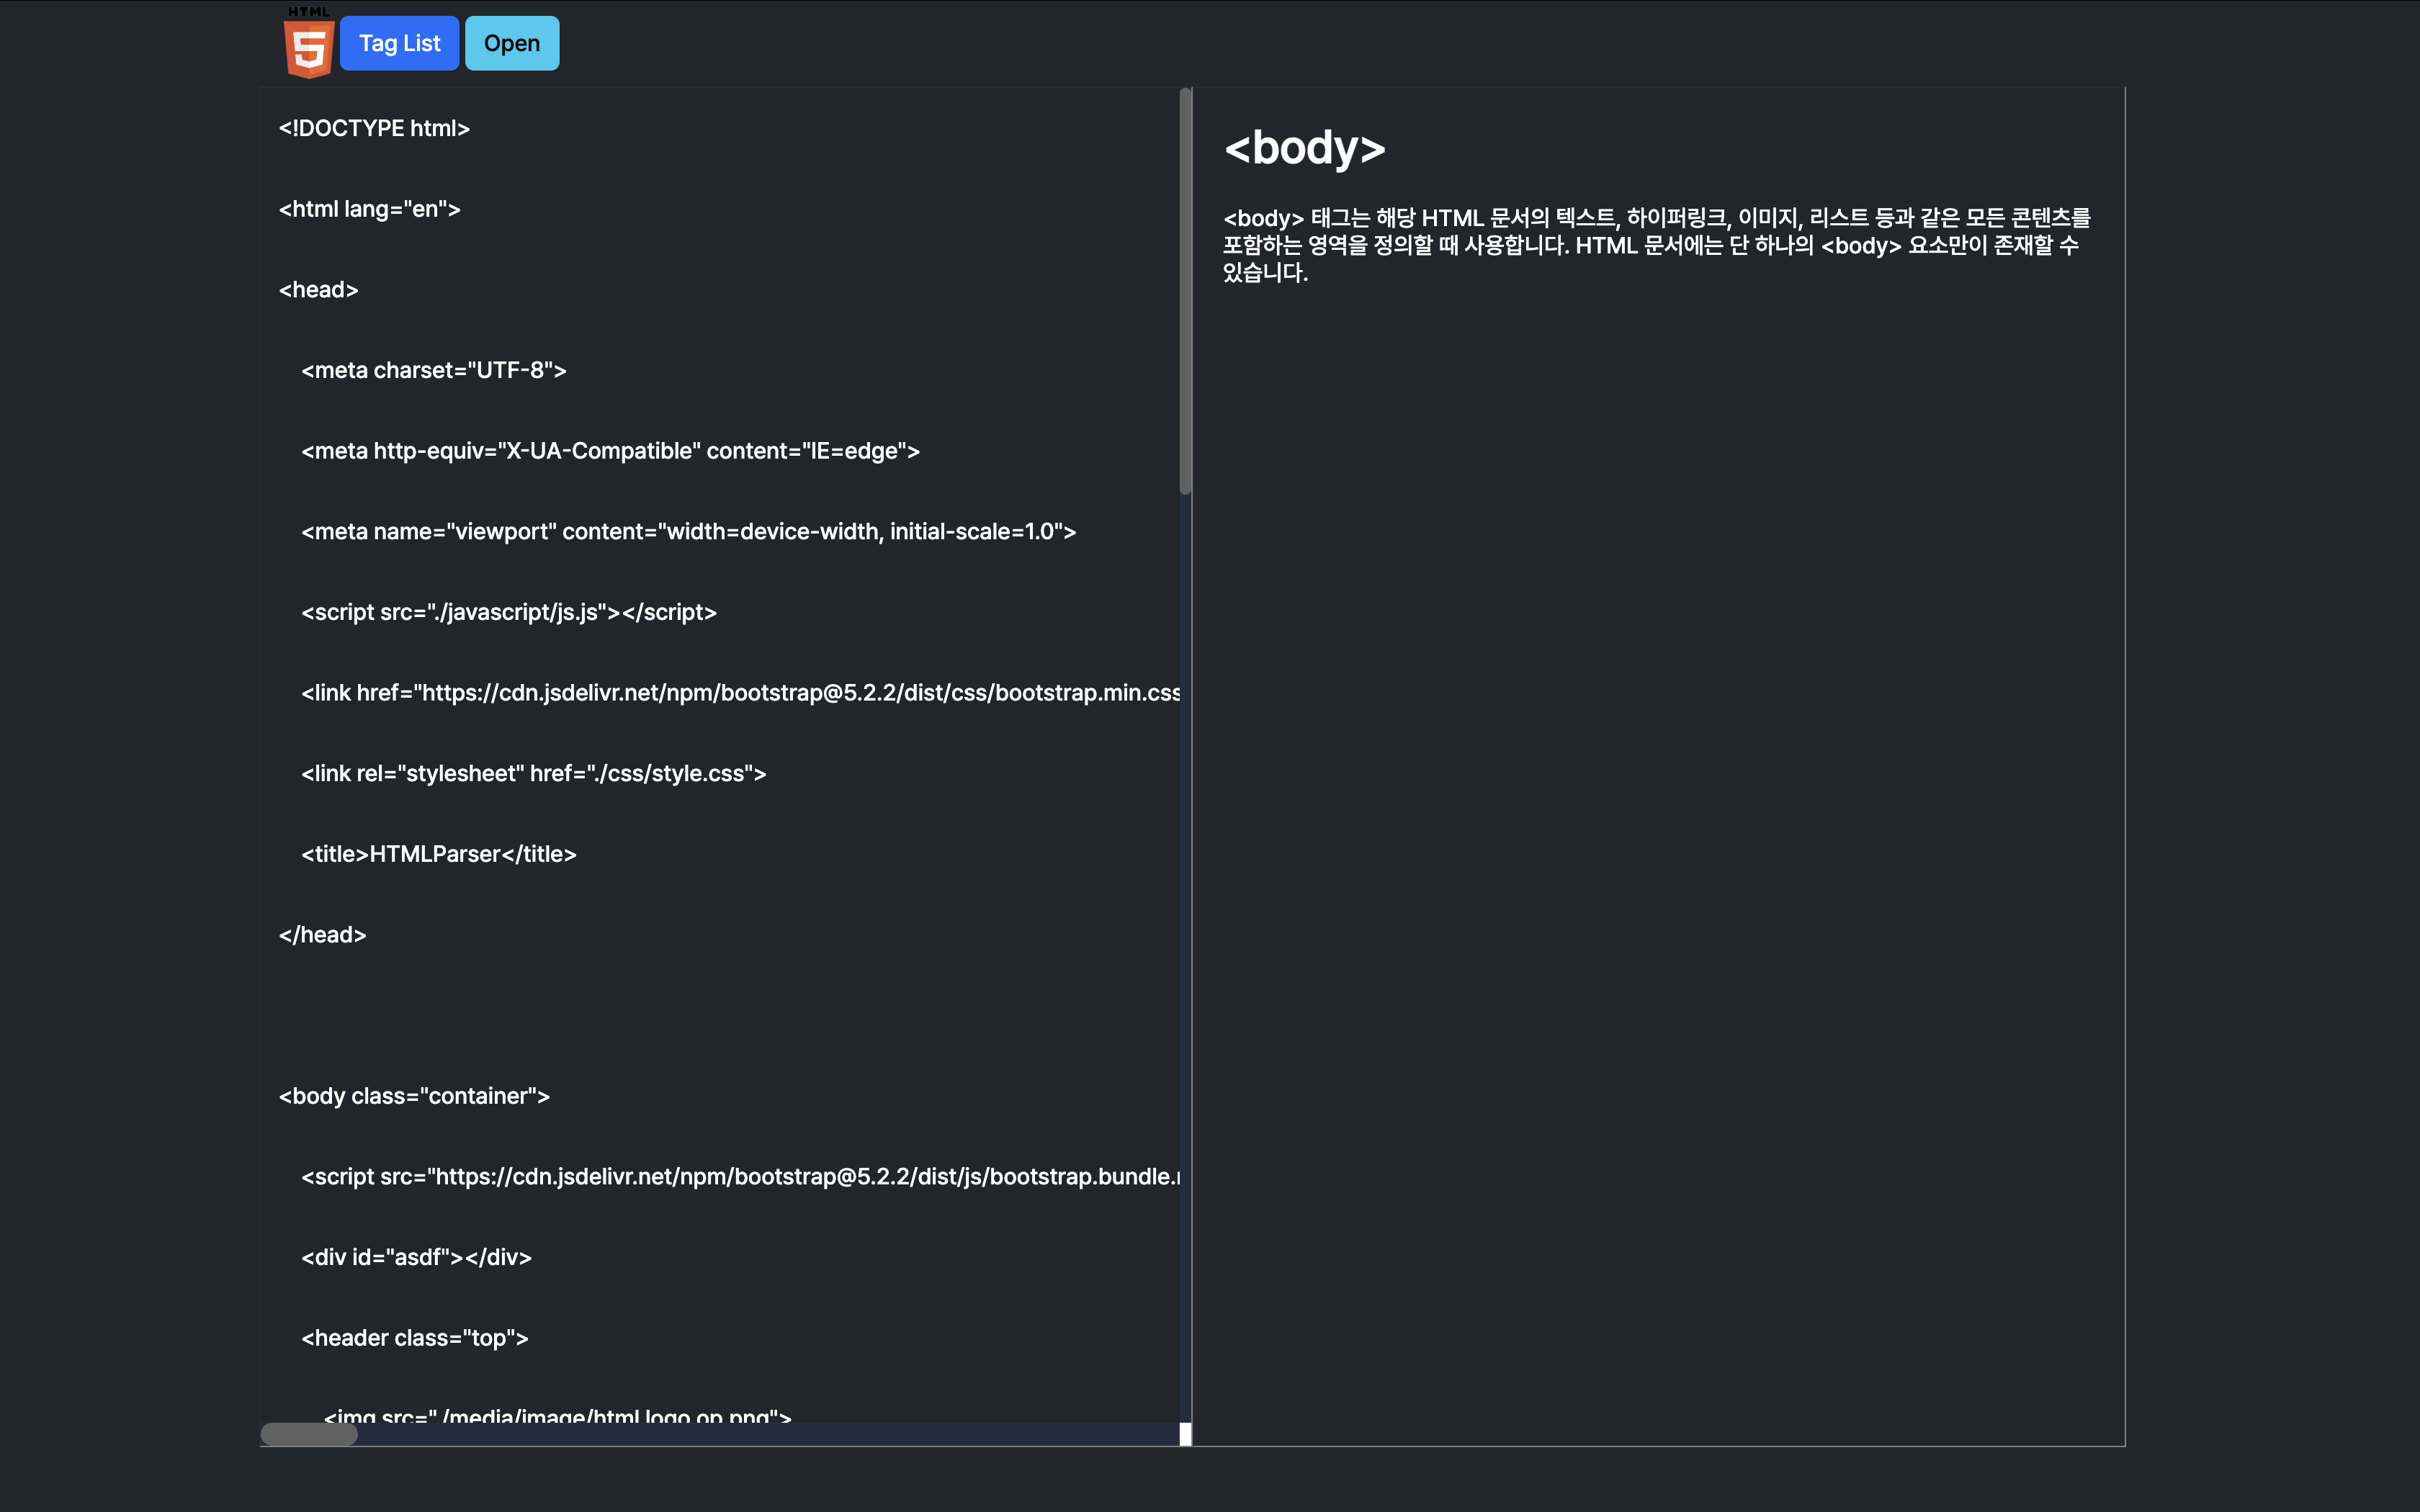 HTML
5
Tag List
Open
<!DOCTYPE html>
<html lang="en">
<head>
<meta charset="UTF-8">
<meta http-equiv="X-UA-Compatible" content="IE=edge">
<meta name="viewport" content="width=device-width, initial-scale=1.0">
<script src="./javascript/js.js"></script>
<link href="https://cdn.jsdelivr.net/npm/bootstrap@5.2.2/dist/css/bootstrap.min.css
<link rel="stylesheet" href="./css/style.css">
<title>HTMLParser</title>
</head>
<body class="container">
<script src="https://cdn.jsdelivr.net/npm/bootstrap@5.2.2/dist/js/bootstrap.bundle.
<div id="asdf"></div>
<header class="top">
<img
<body>
<body> 태그는 해당 HTML 문서의 텍스트, 하이퍼링크, 이미지, 리스트 등과 같은 모든 콘텐츠를
포함하는 영역을 정의할 때 사용합니다. HTML 문서에는 단 하나의 <body> 요소만이 존재할 수
있습니다.